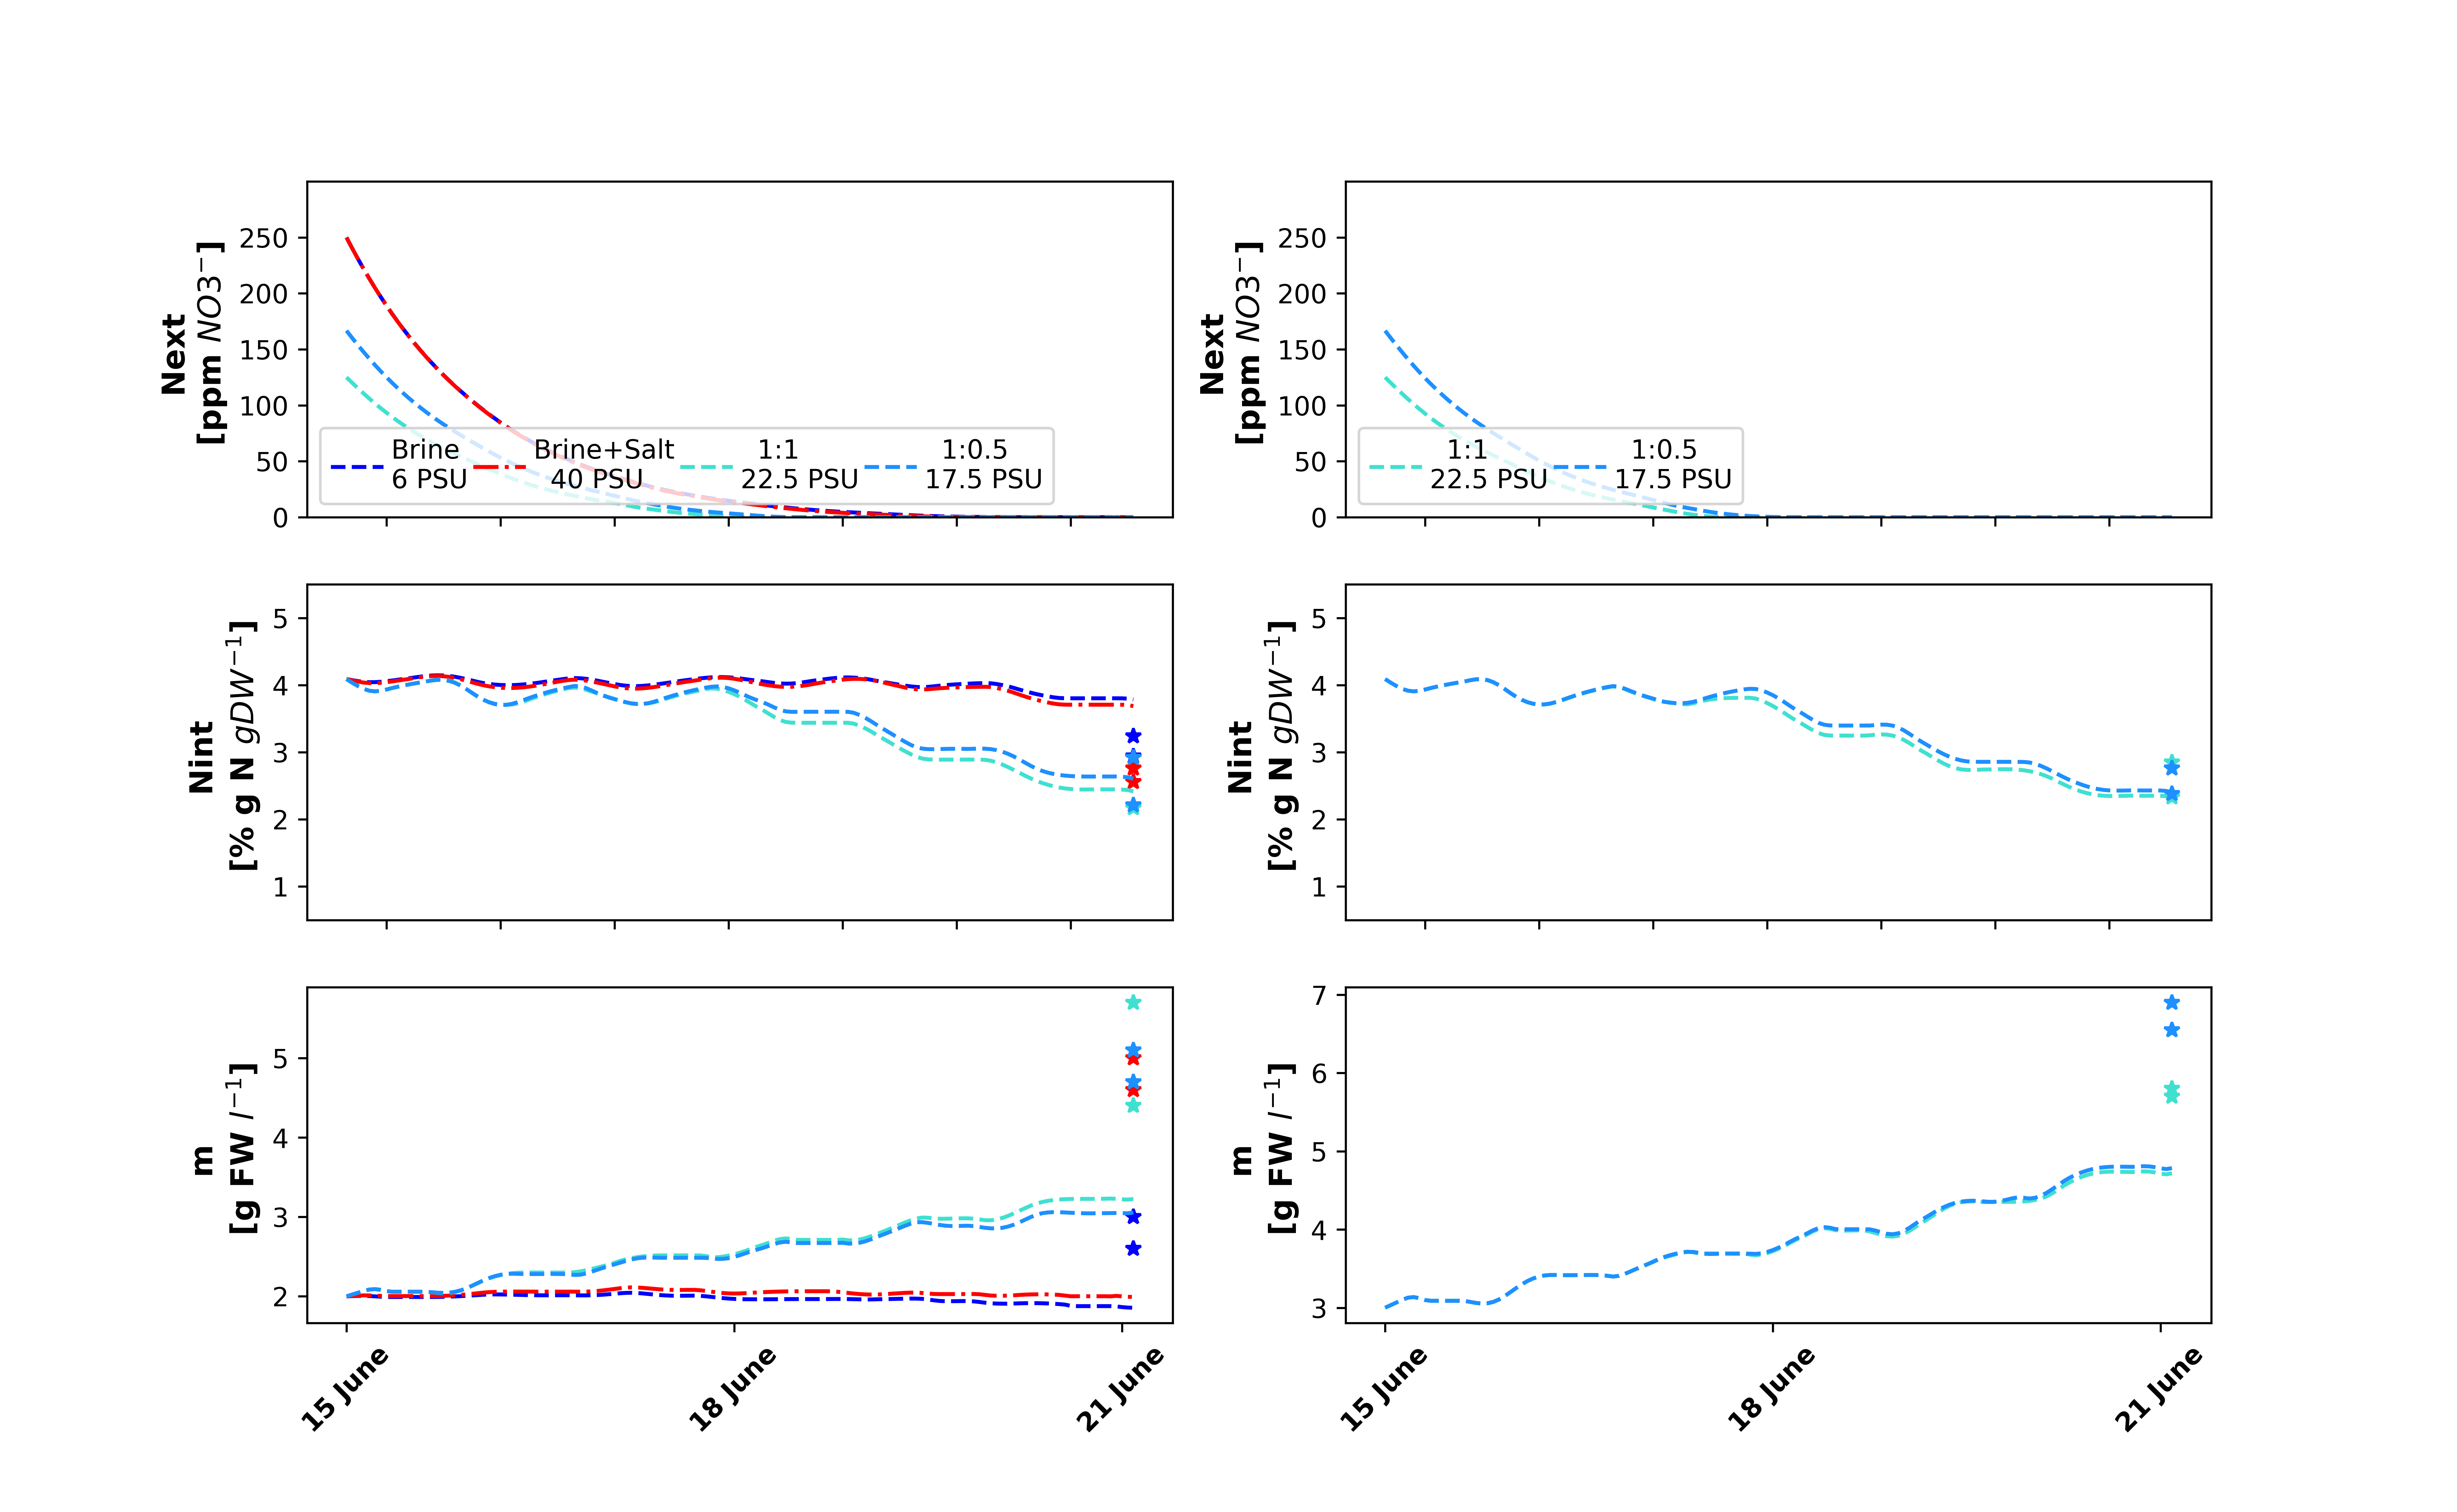 Next
[ppm NO3⁻]
250
200
150
100
50
0
Brine
6 PSU
Brine+Salt
40 PSU
1:1
22.5 PSU
1:0.5
17.5 PSU
Next
[ppm NO3⁻]
250
200
150
100
50
0
1:1
22.5 PSU
1:0.5
17.5 PSU
Nint
[% g N gDW⁻¹]
5
4
3
2
1
Nint
[% g N gDW⁻¹]
5
4
3
2
1
m
[g FW l⁻¹]
5
4
3
2
15 June
18 June
21 June
m
[g FW l⁻¹]
7
6
5
4
3
15 June
18 June
21 June